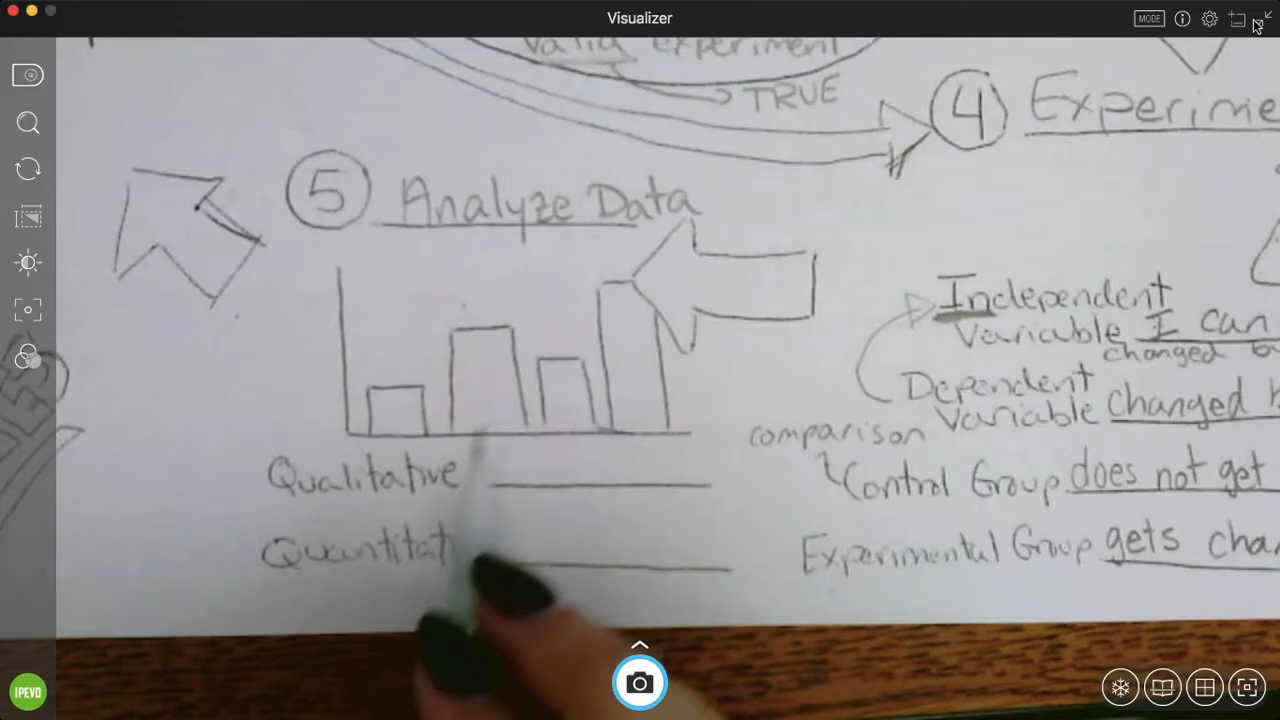 Visualizer
MODE
valid experiment
TRUE
4 Experime
5 Analyze Data
Independent
Variable I can
changed b
Dependent
Variable changed
comparison
Control Group does not get
Experimental Group gets cha
Qualitative
Quantitat
IPEVO